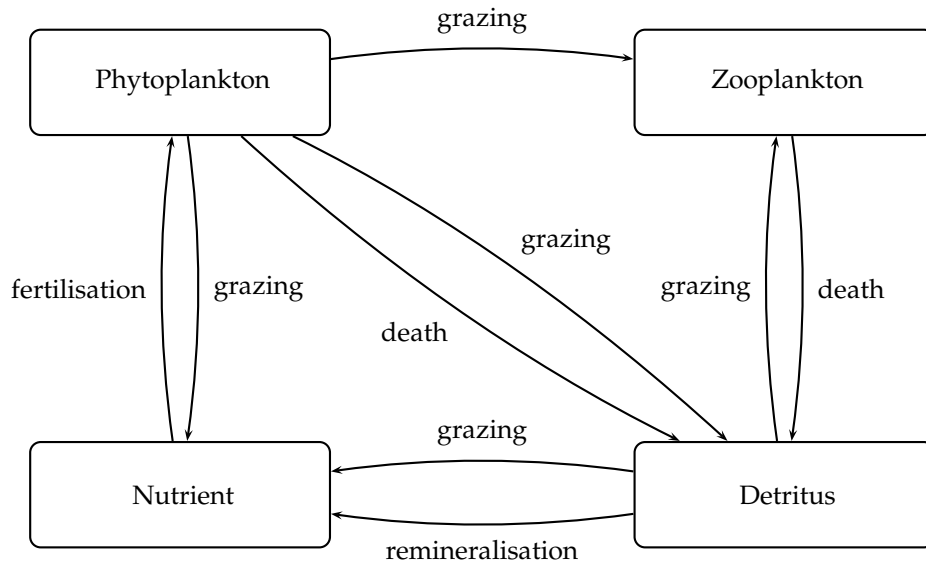 grazing
Phytoplankton
Zooplankton
grazing
fertilisation
grazing
grazing
death
death
grazing
Nutrient
Detritus
remineralisation